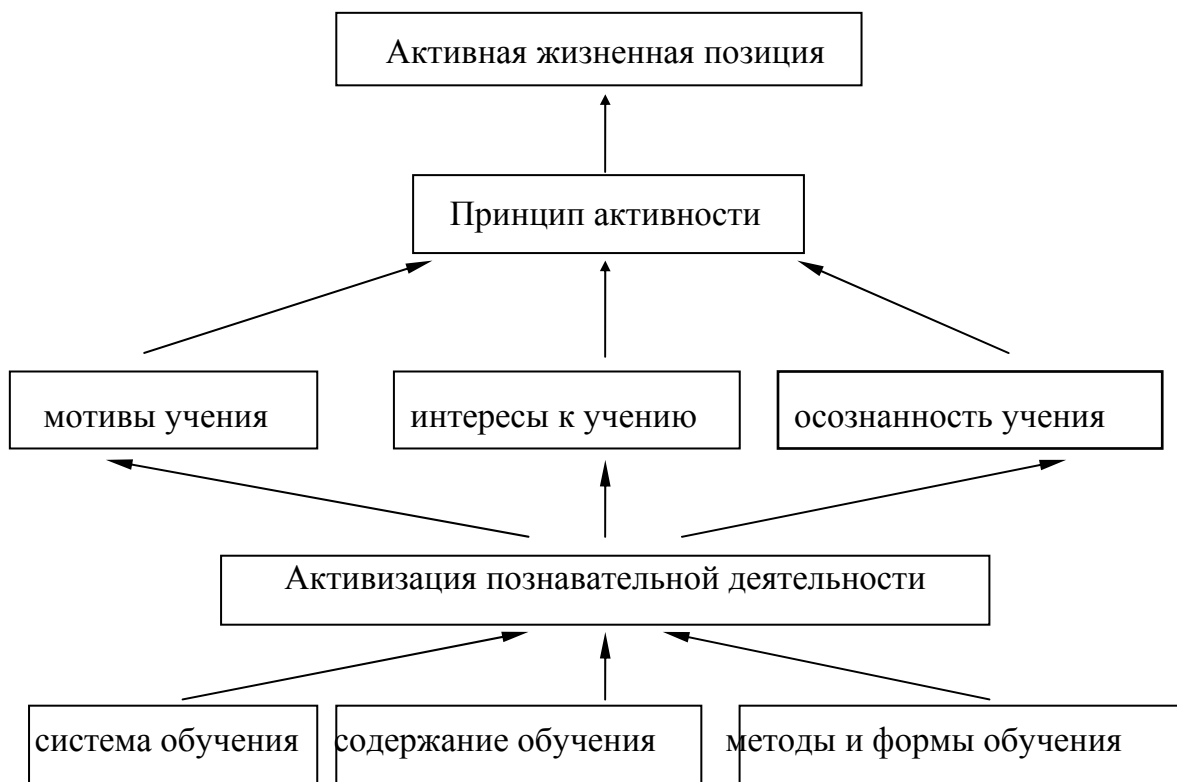 Активная жизненная позиция
Принцип активности
мотивы учения
интересы к учению
осознанность учения
Активизация познавательной деятельности
система обучения
содержание обучения
методы и формы обучения